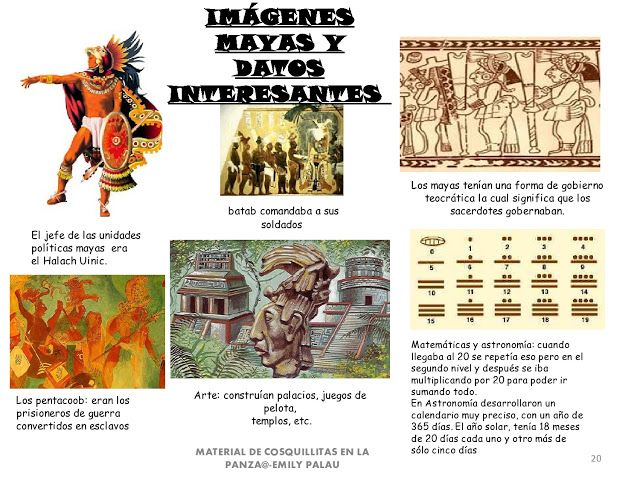 IMÁGENES
MAYAS Y
DATOS
INTERESANTES
El jefe de las unidades
políticas mayas era
el Halach Uinic.
batab comandaba a sus
soldados
Los mayas tenían una forma de gobierno
teocrática la cual significa que los
sacerdotes gobernaban.
0 1 2 3 4
5 6 7 8 9
10 11 12 13 14
15 16 17 18 19
Los pentacoob: eran los
prisioneros de guerra
convertidos en esclavos
Arte: construían palacios, juegos de
pelota,
templos, etc.
Matemáticas y astronomía: cuando
llegaba al 20 se repetía eso pero en el
segundo nivel y después se iba
multiplicando por 20 para poder ir
sumando todo.
En Astronomía desarrollaron un
calendario muy preciso, con un año de
365 días. El año solar, tenía 18 meses
de 20 días cada uno y otro más de
sólo cinco días
MATERIAL DE COSQUILLITAS EN LA
PANZA@-EMILY PALAU
20